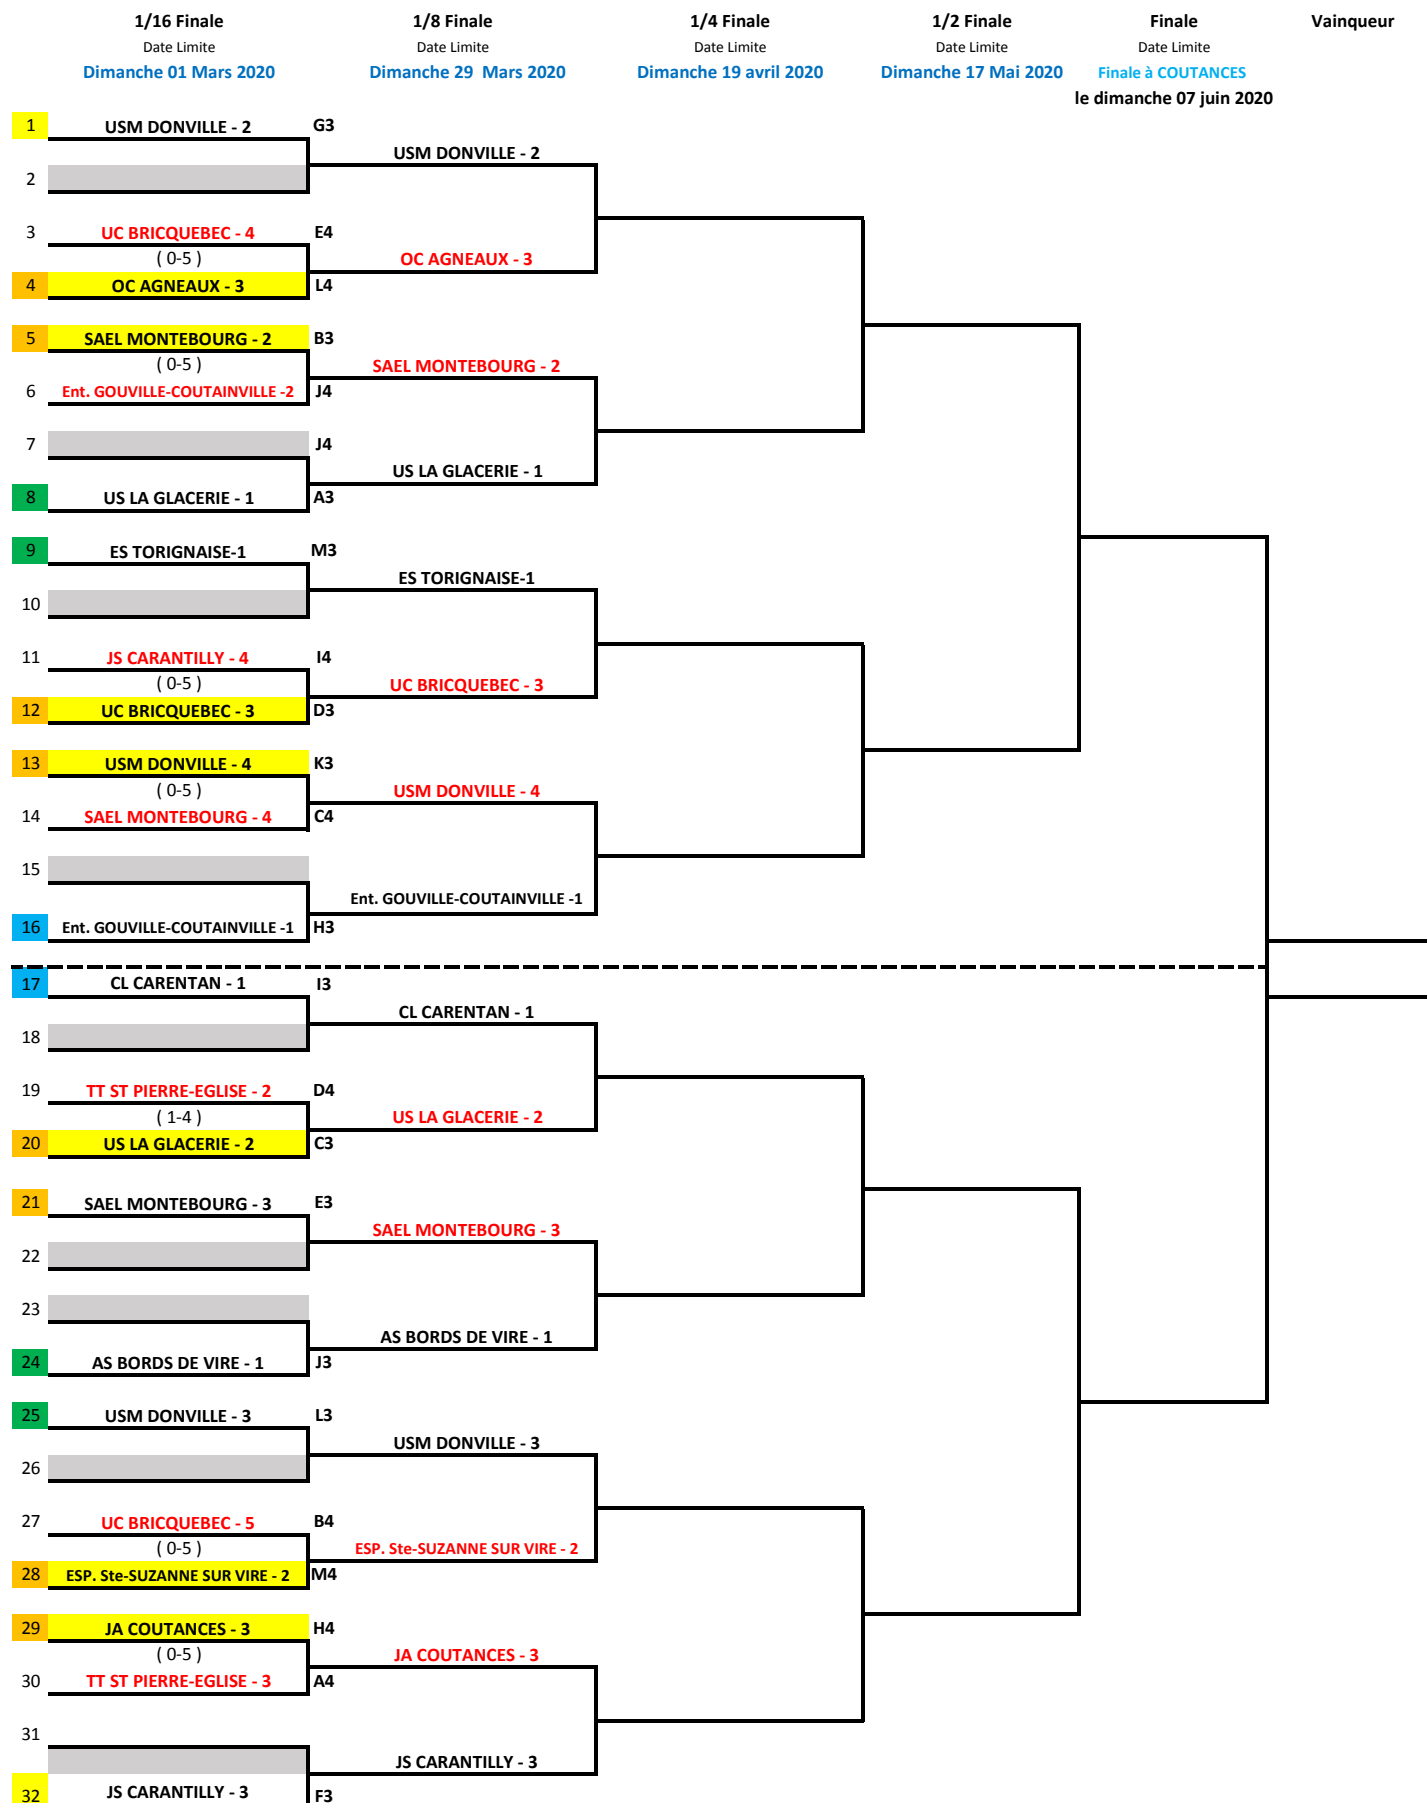 1/16 Finale 1/8 Finale 1/4 Finale 1/2 Finale Finale Vainqueur
Date Limite Date Limite Date Limite Date Limite Date Limite
Dimanche 01 Mars 2020 Dimanche 29 Mars 2020 Dimanche 19 avril 2020 Dimanche 17 Mai 2020 Finale à COUTANCES
le dimanche 07 juin 2020
1 USM DONVILLE - 2 G3
USM DONVILLE - 2
2
3 UC BRICQUEBEC - 4 E4
( 0-5 ) OC AGNEAUX - 3
4 OC AGNEAUX - 3 L4
5 SAEL MONTEBOURG - 2 B3
( 0-5 ) SAEL MONTEBOURG - 2
6 Ent. GOUVILLE-COUTAINVILLE -2 J4
7 J4
US LA GLACERIE - 1
8 US LA GLACERIE - 1 A3
9 ES TORIGNAISE-1 M3
ES TORIGNAISE-1
10
11 JS CARANTILLY - 4 I4
( 0-5 ) UC BRICQUEBEC - 3
12 UC BRICQUEBEC - 3 D3
13 USM DONVILLE - 4 K3
( 0-5 ) USM DONVILLE - 4
14 SAEL MONTEBOURG - 4 C4
15
Ent. GOUVILLE-COUTAINVILLE -1
16 Ent. GOUVILLE-COUTAINVILLE -1 H3
17 CL CARENTAN - 1 I3
CL CARENTAN - 1
18
19 TT ST PIERRE-EGLISE - 2 D4
( 1-4 ) US LA GLACERIE - 2
20 US LA GLACERIE - 2 C3
21 SAEL MONTEBOURG - 3 E3
SAEL MONTEBOURG - 3
22
23
AS BORDS DE VIRE - 1
24 AS BORDS DE VIRE - 1 J3
25 USM DONVILLE - 3 L3
USM DONVILLE - 3
26
27 UC BRICQUEBEC - 5 B4
( 0-5 ) ESP. Ste-SUZANNE SUR VIRE - 2
28 ESP. Ste-SUZANNE SUR VIRE - 2 M4
29 JA COUTANCES - 3 H4
( 0-5 ) JA COUTANCES - 3
30 TT ST PIERRE-EGLISE - 3 A4
31
JS CARANTILLY - 3
32 JS CARANTILLY - 3 F3